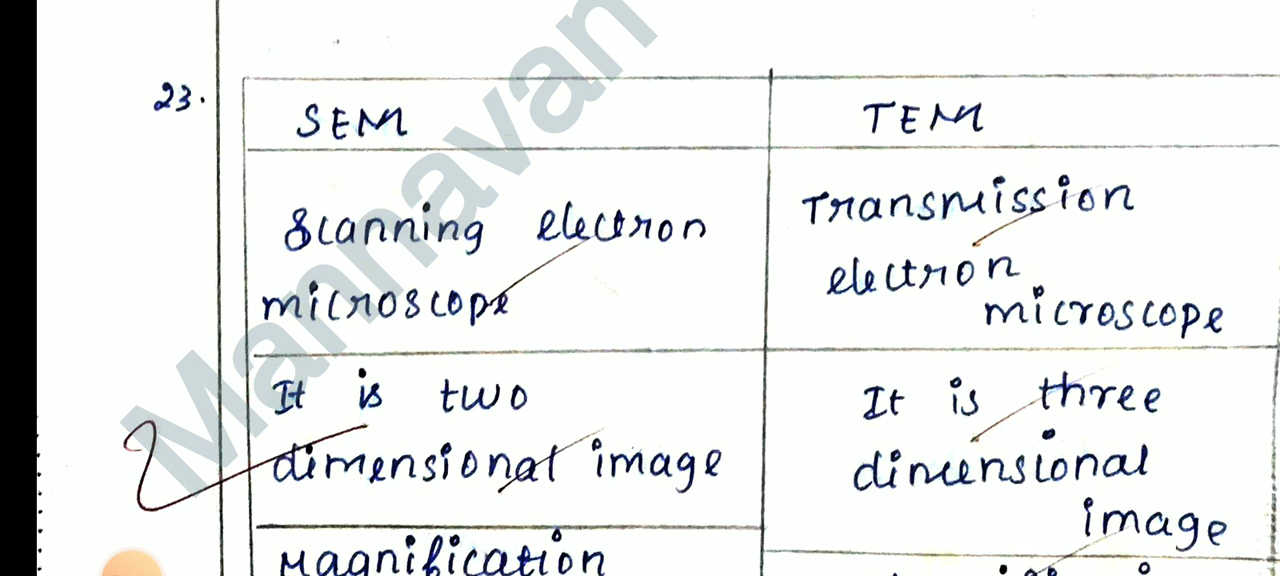 Mannavan
23.
SEM TEM
Scanning electron
microscope
Transmission
electron
microscope
It is two
dimensional image
It is three
dimensional
image
2
Magnification